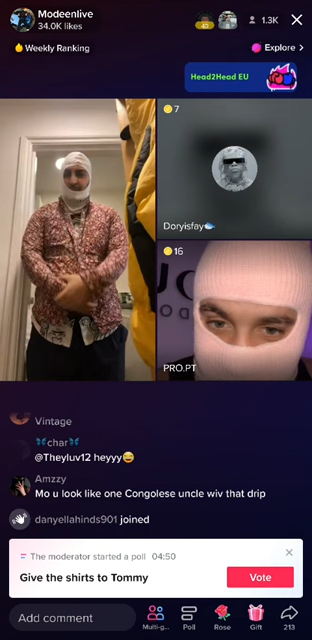 Modeenlive
34.0K likes
40
1.3K
Weekly Ranking
Explore >
Head2Head EU
7
Doryisfay🐟
16
PRO.PT
Vintage
🦋char🦋
@Theyluv12 heyyy😅
Amzzy
Mo u look like one Congolese uncle wiv that drip
danyellahinds901 joined
The moderator started a poll 04:50
Give the shirts to Tommy
Vote
Add comment
Multi-g...
Poll
Rose
Gift
213